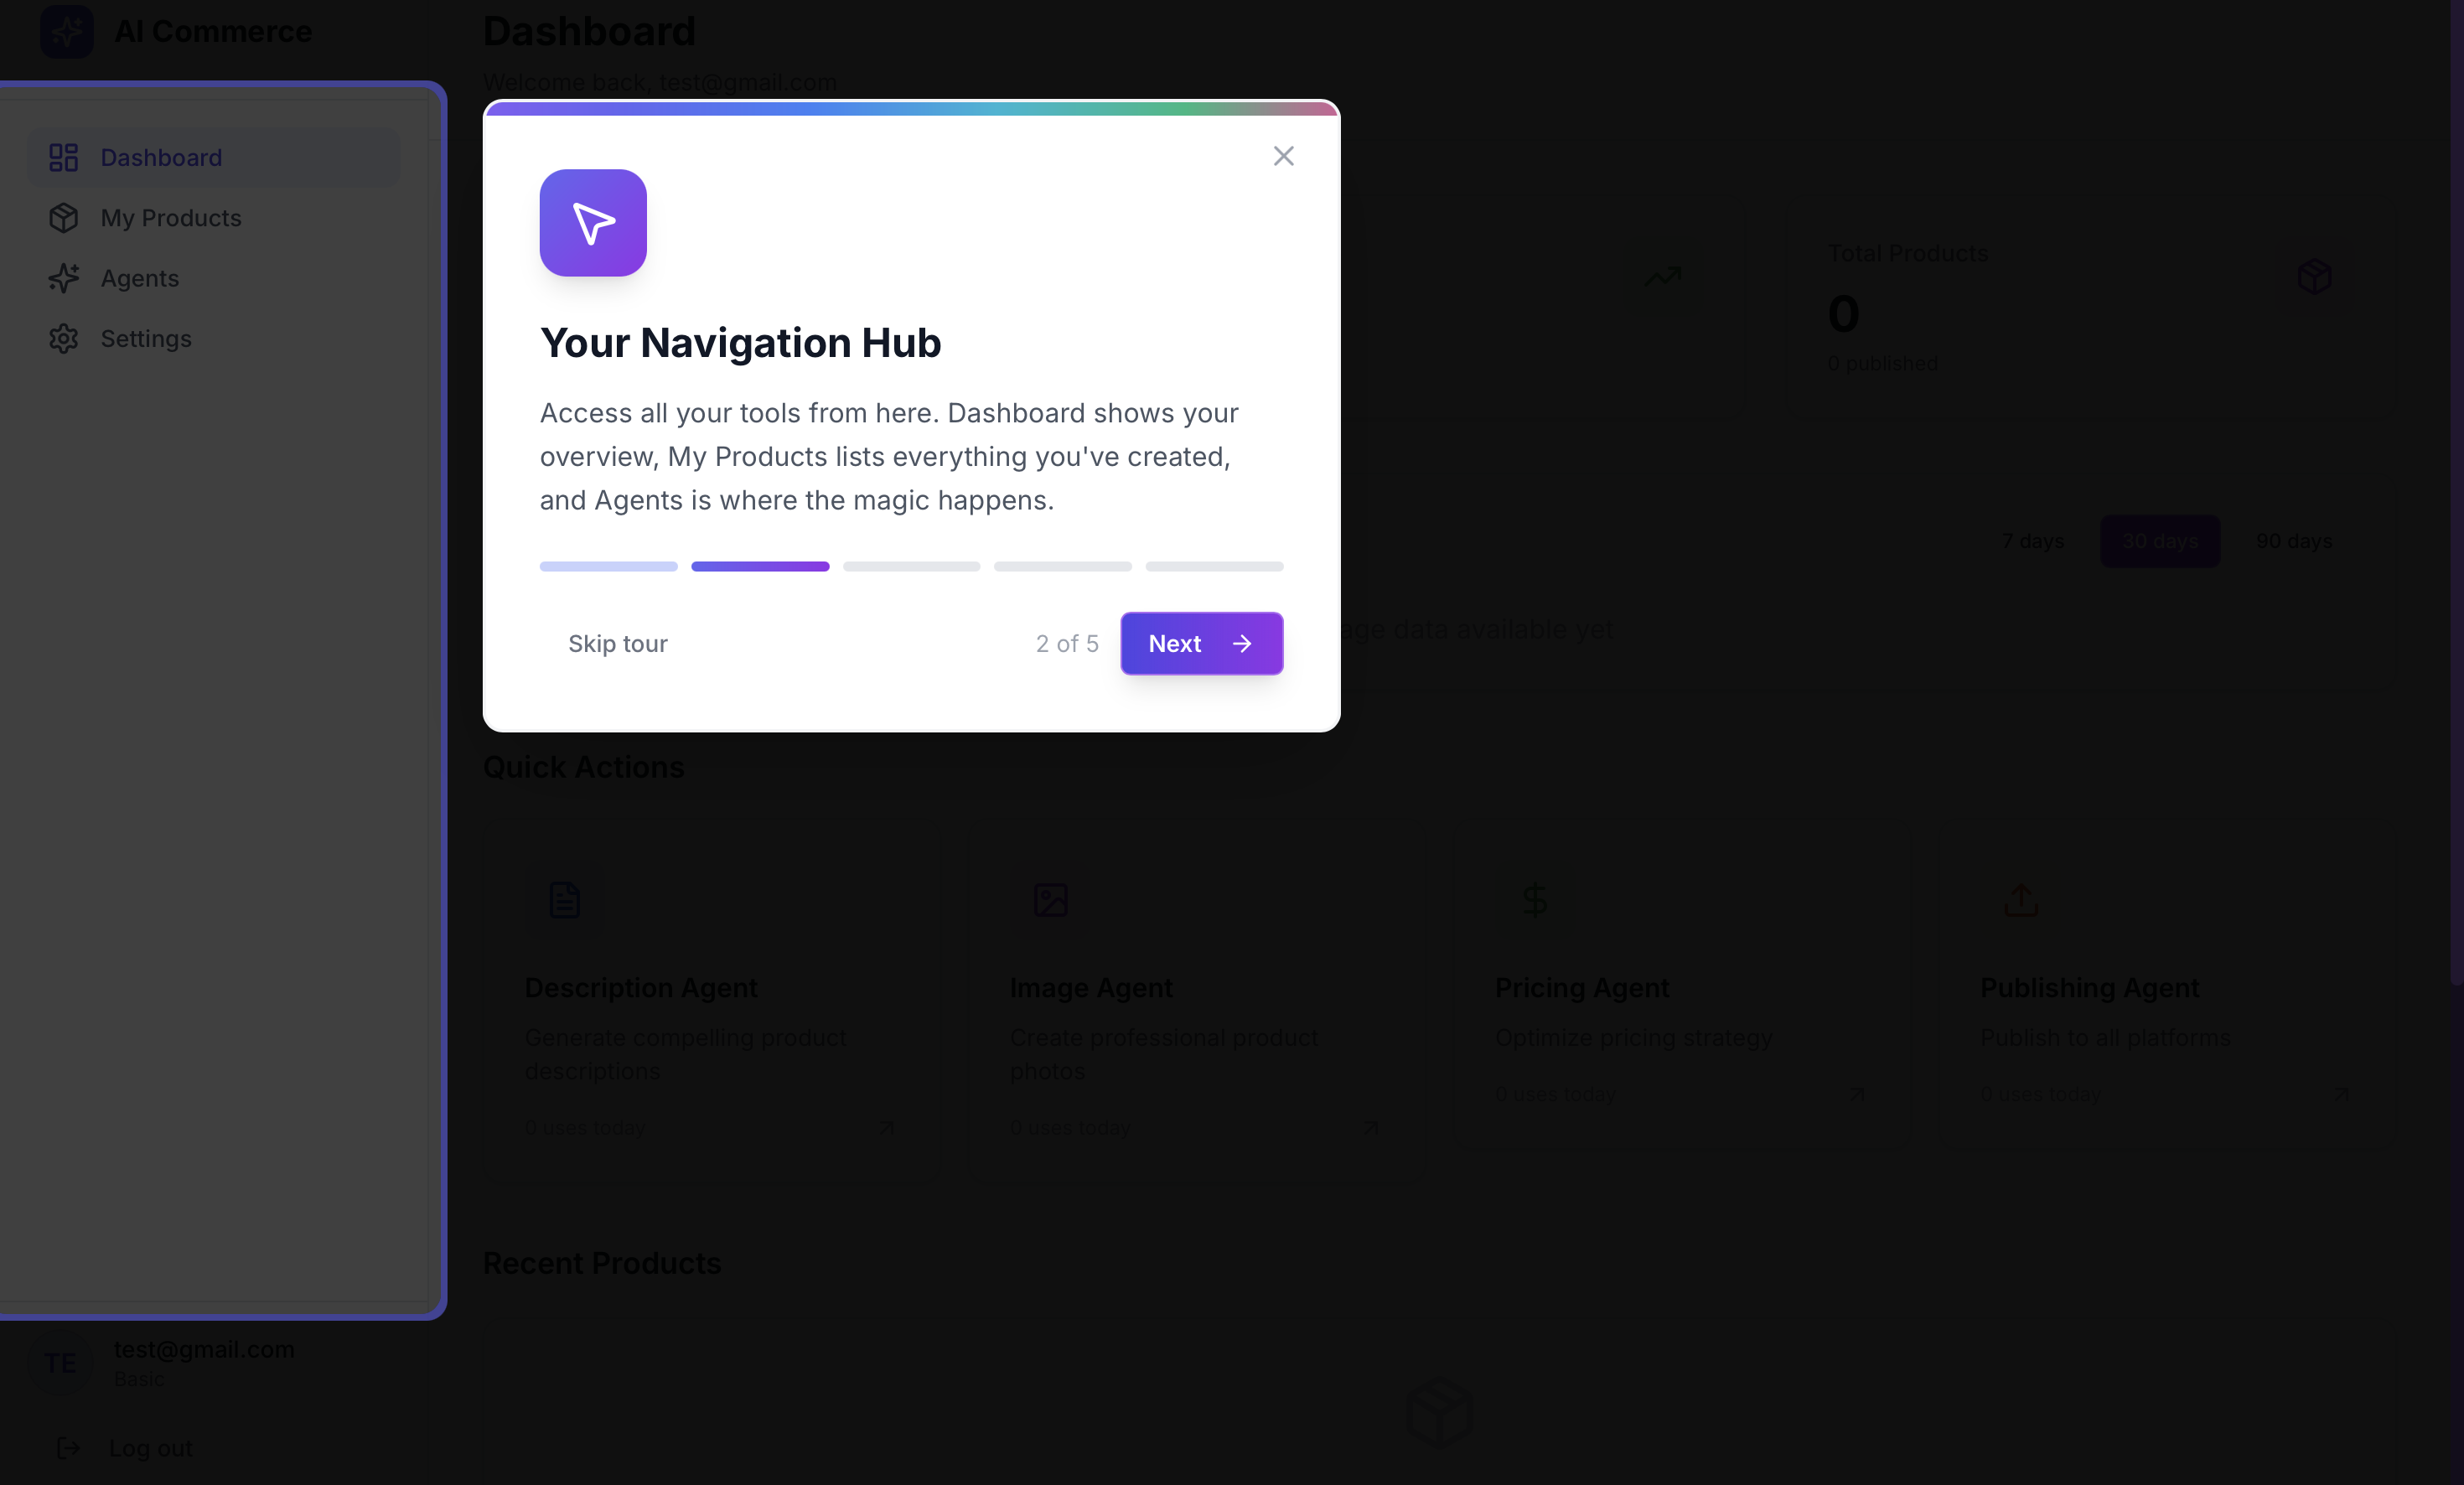 AI Commerce
Dashboard
My Products
Agents
Settings
test@gmail.com
TE
Basic
Log out
Dashboard
Welcome back, test@gmail.com
Your Navigation Hub
Access all your tools from here. Dashboard shows your
overview, My Products lists everything you've created,
and Agents is where the magic happens.
Skip tour
2 of 5
Next
Total Products
0
0 published
7 days
30 days
90 days
data available yet
Quick Actions
Description Agent
Generate compelling product
descriptions
0 uses today
Image Agent
Create professional product
photos
0 uses today
Pricing Agent
Optimize pricing strategy
0 uses today
Publishing Agent
Publish to all platforms
0 uses today
Recent Products